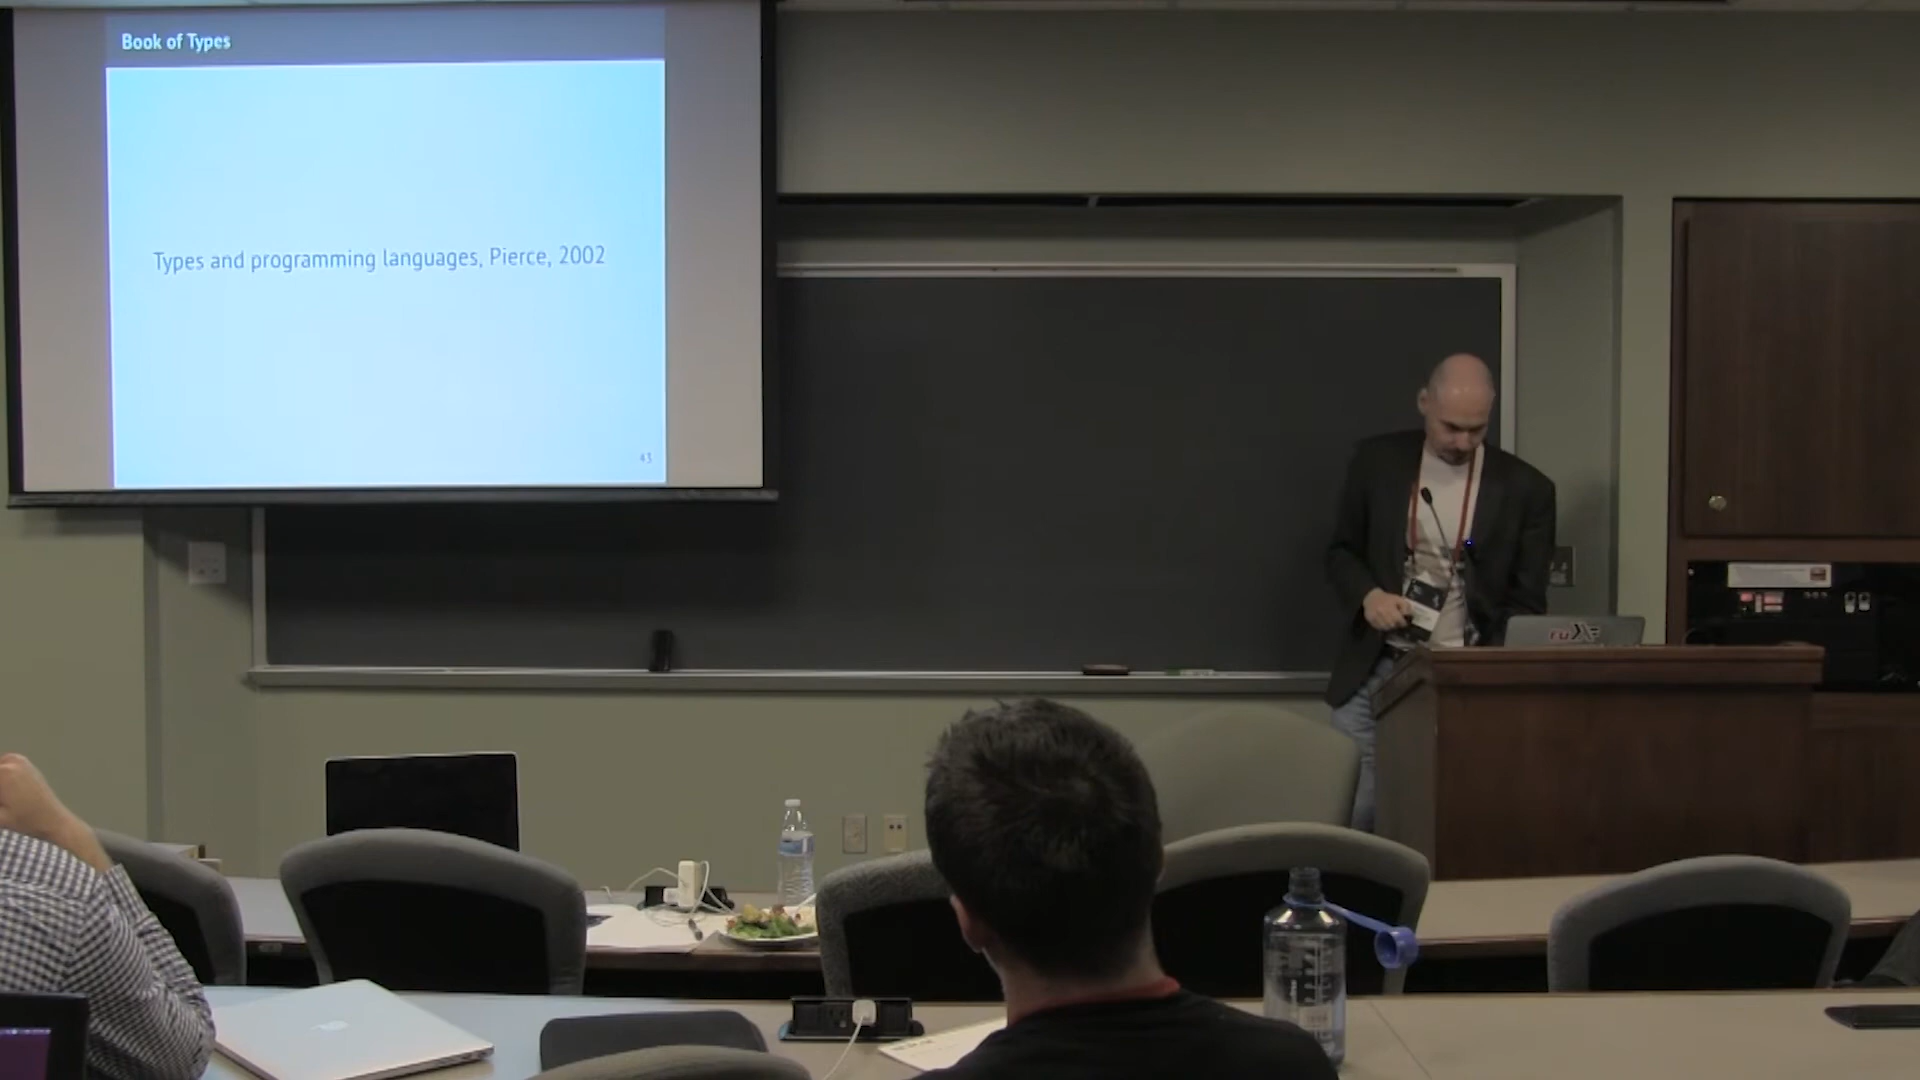 Book of Types
Types and programming languages, Pierce, 2002
43